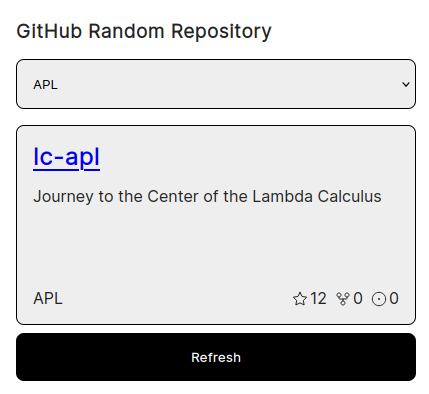 GitHub Random Repository
APL
lc-apl
Journey to the Center of the Lambda Calculus
APL 12 0 0
Refresh